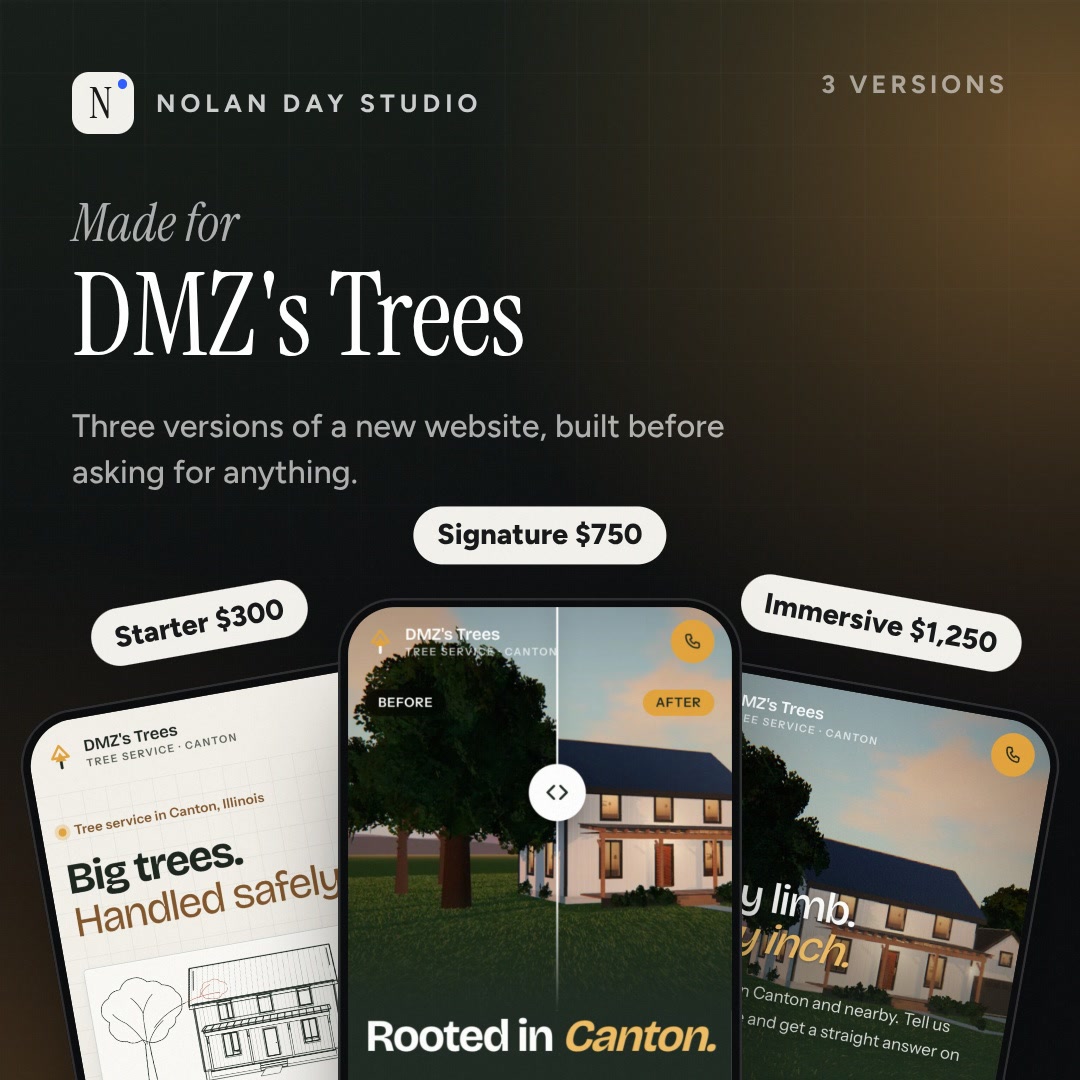 N
NOLAN DAY STUDIO
3 VERSIONS
Made for
DMZ's Trees
Three versions of a new website, built before
asking for anything.
Signature $750
Starter $300
Immersive $1,250
DMZ's Trees
TREE SERVICE · CANTON
Tree service in Canton, Illinois
Big trees.
Handled safely
DMZ's Trees
TREE SERVICE · CANTON
BEFORE
AFTER
Rooted in Canton.
MZ's Trees
EE SERVICE · CANTON
y limb.
y inch.
n Canton and nearby. Tell us
e and get a straight answer on